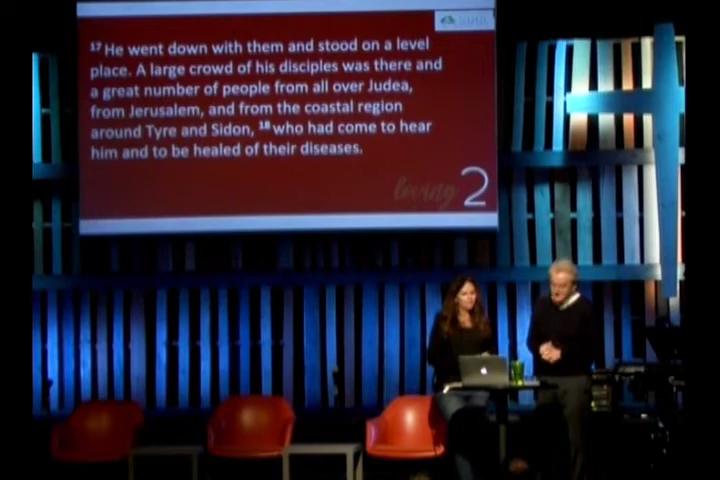 17 He went down with them and stood on a level
place. A large crowd of his disciples was there and
a great number of people from all over Judea,
from Jerusalem, and from the coastal region
around Tyre and Sidon, 18 who had come to hear
him and to be healed of their diseases.
loving 2